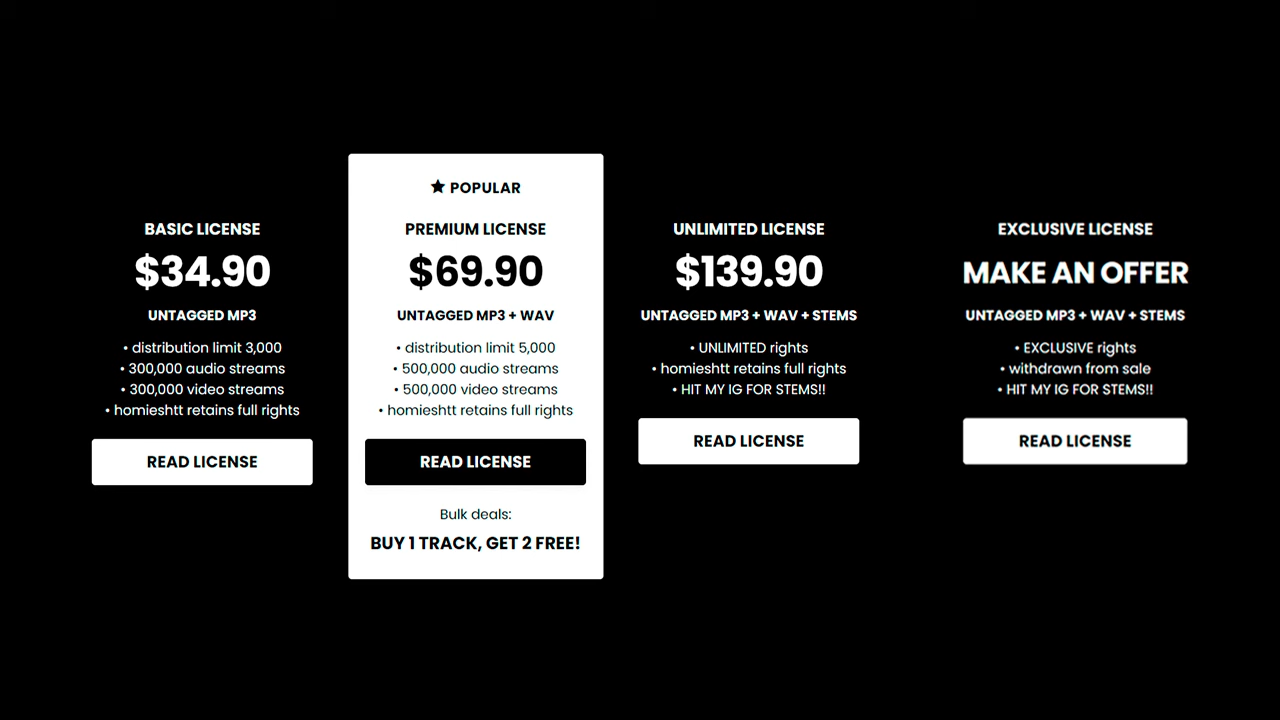 BASIC LICENSE
$34.90
UNTAGGED MP3
• distribution limit 3,000
• 300,000 audio streams
• 300,000 video streams
• homieshtt retains full rights
READ LICENSE
★ POPULAR
PREMIUM LICENSE
$69.90
UNTAGGED MP3 + WAV
• distribution limit 5,000
• 500,000 audio streams
• 500,000 video streams
• homieshtt retains full rights
READ LICENSE
Bulk deals:
BUY 1 TRACK, GET 2 FREE!
UNLIMITED LICENSE
$139.90
UNTAGGED MP3 + WAV + STEMS
• UNLIMITED rights
• homieshtt retains full rights
• HIT MY IG FOR STEMS!!
READ LICENSE
EXCLUSIVE LICENSE
MAKE AN OFFER
UNTAGGED MP3 + WAV + STEMS
• EXCLUSIVE rights
• withdrawn from sale
• HIT MY IG FOR STEMS!!
READ LICENSE